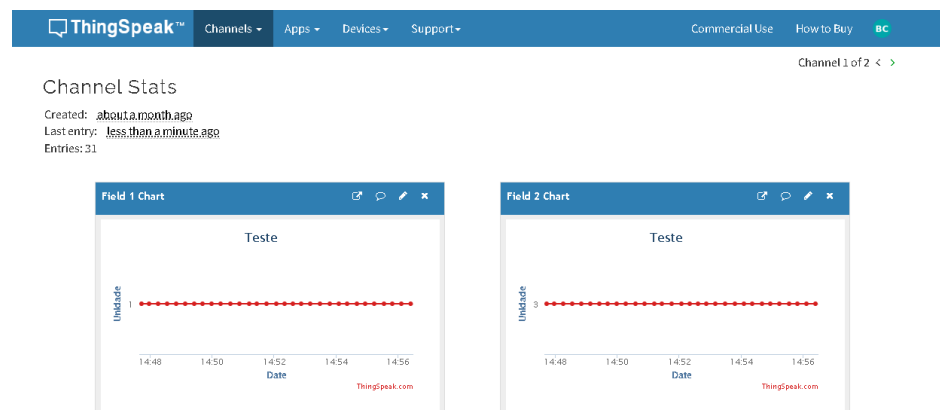 ThingSpeak™ Channels Apps Devices Support Commercial Use How to Buy BC
Channel 1 of 2 < >
Channel Stats
Created: about a month ago
Last entry: less than a minute ago
Entries: 31
Field 1 Chart
Teste
Unidade
1
14:48 14:50 14:52 14:54 14:56
Date
ThingSpeak.com
Field 2 Chart
Teste
Unidade
3
14:48 14:50 14:52 14:54 14:56
Date
ThingSpeak.com